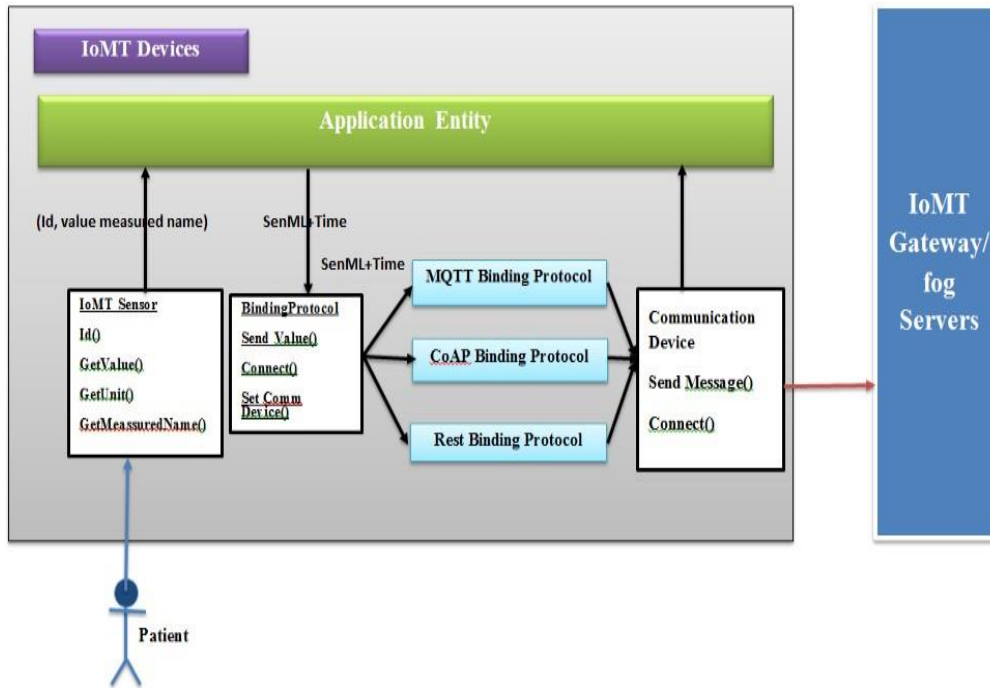 IoMT Devices
Application Entity
(Id, value measured name)
SenML+Time
SenML+Time
IoMT Sensor
Id()
GetValue()
GetUnit()
GetMeassuredName()
BindingProtocol
Send Value()
Connect()
Set Comm
Device()
MQTT Binding Protocol
CoAP Binding Protocol
Rest Binding Protocol
Communication
Device
Send Message()
Connect()
IoMT
Gateway/
fog
Servers
Patient